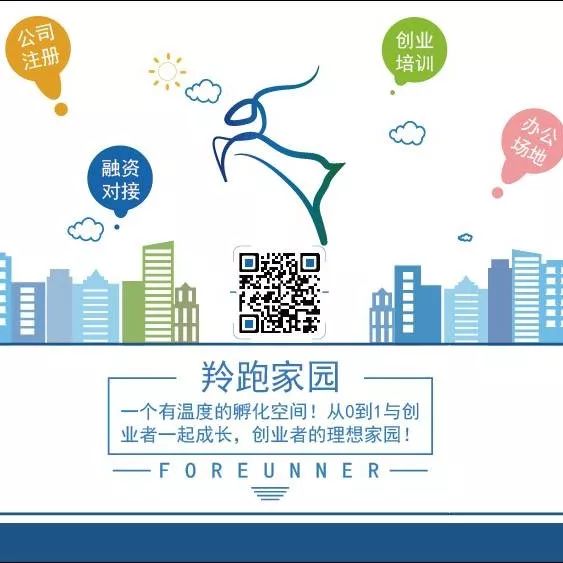 公司
注册
创业
培训
融资
对接
办公
场地
羚跑家园
一个有温度的孵化空间！从0到1与创
业者一起成长，创业者的理想家园！
FOREUNNER